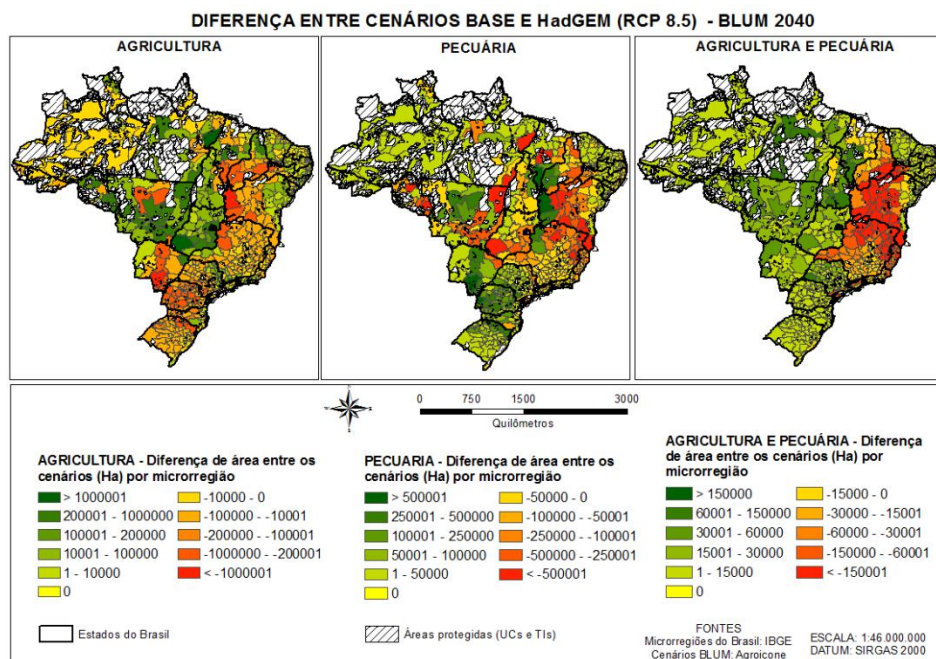 DIFERENÇA ENTRE CENÁRIOS BASE E HadGEM (RCP 8.5) - BLUM 2040
AGRICULTURA
PECUÁRIA
AGRICULTURA E PECUÁRIA
0 750 1500 3000
Quilômetros
AGRICULTURA - Diferença de área entre os
cenários (Ha) por microrregião
> 1000001 -10000 - 0
200001 - 1000000 -100000 - -10001
100001 - 200000 -200000 - -100001
10001 - 100000 -1000000 - -200001
1 - 10000 < -1000001
0
PECUARIA - Diferença de área entre os
cenários (Ha) por microrregião
> 500001 -50000 - 0
250001 - 500000 -100000 - -50001
100001 - 250000 -250000 - -100001
50001 - 100000 -500000 - -250001
1 - 50000 < -500001
0
AGRICULTURA E PECUÁRIA - Diferença
de área entre os cenários (Ha) por
microrregião
> 150000 -15000 - 0
60001 - 150000 -30000 - -15001
30001 - 60000 -60000 - -30001
15001 - 30000 -150000 - -60001
1 - 15000 < -150001
0
Estados do Brasil
Áreas protegidas (UCs e TIs)
FONTES
Microrregiões do Brasil: IBGE
Cenários BLUM: Agroicone
ESCALA: 1:46.000.000
DATUM: SIRGAS 2000